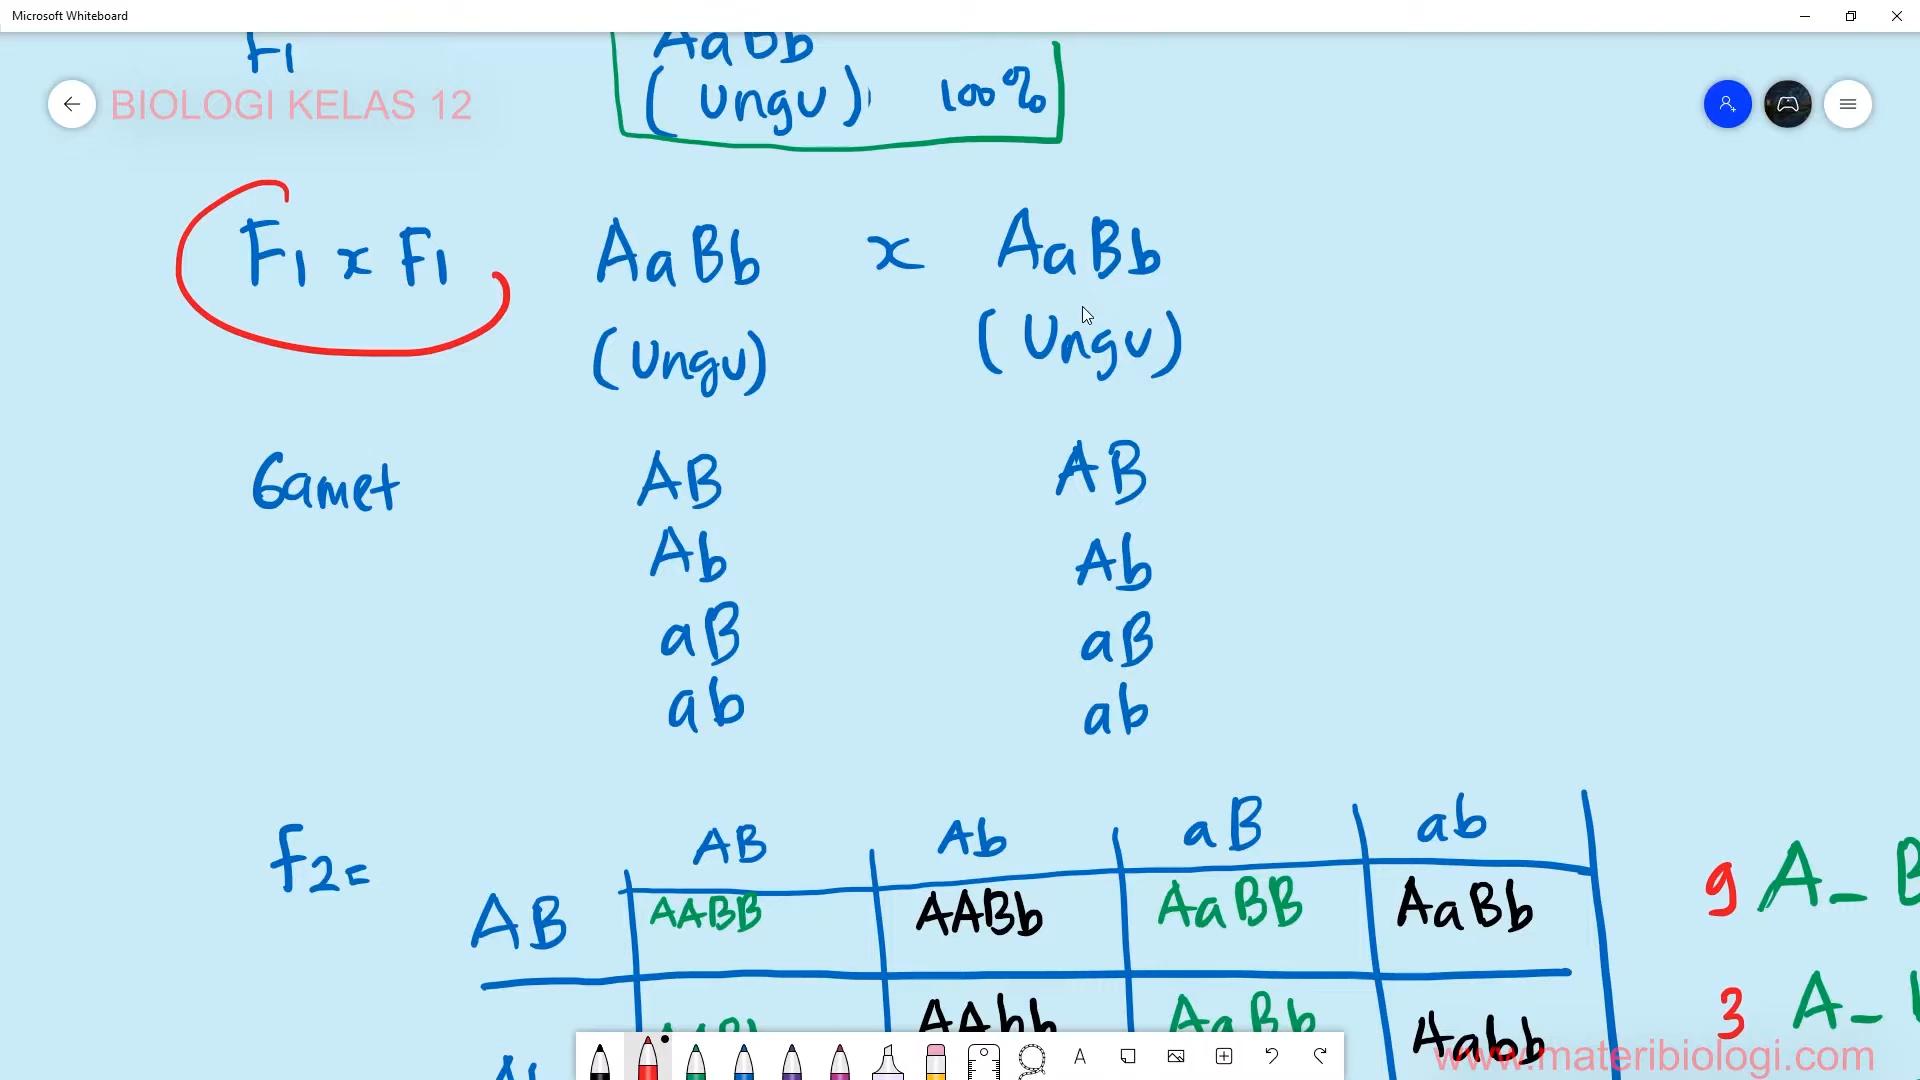 Microsoft Whiteboard
F1
AaBb
BIOLOGI KELAS 12
(Ungu) 100%
F1 x F1 AaBb x AaBb
(Ungu) (Ungu)
Gamet AB AB
Ab Ab
aB aB
ab ab
F2= AB Ab aB ab
AB AABB AABb AaBB AaBb
9 A_ B
AAbb AaBb Aabb
3 A_
www.materibiologi.com